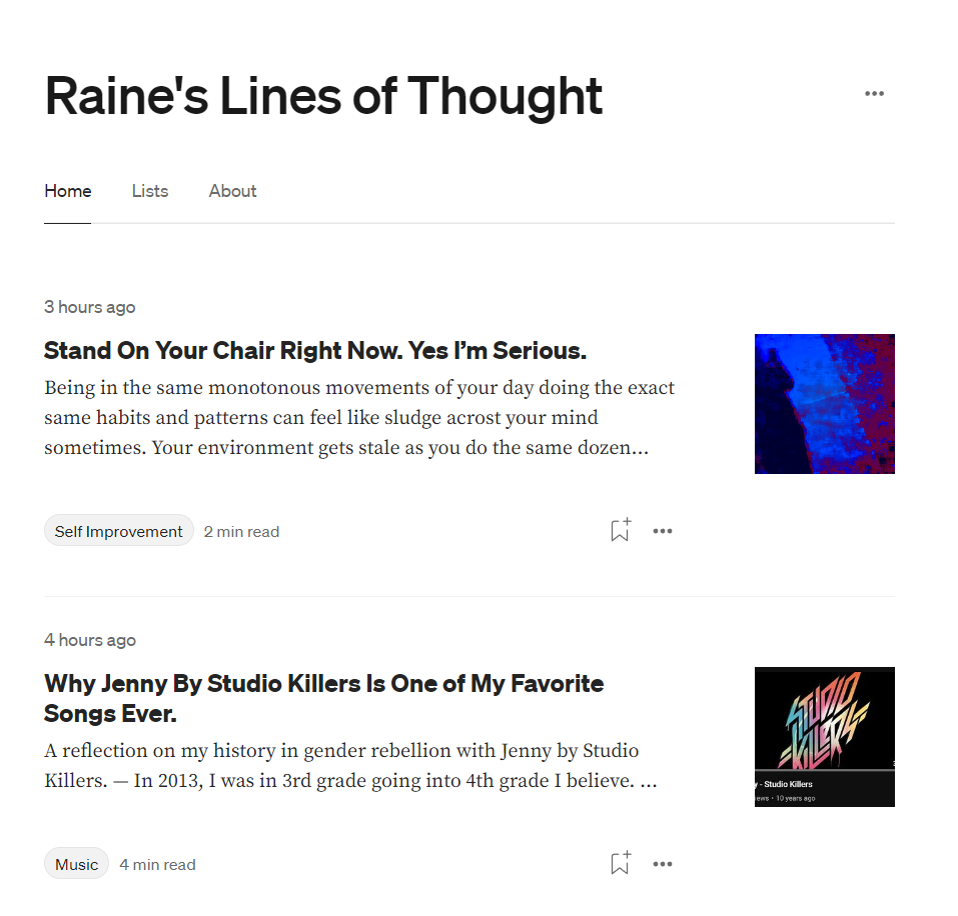 Raine's Lines of Thought
Home Lists About
3 hours ago
Stand On Your Chair Right Now. Yes I’m Serious.
Being in the same monotonous movements of your day doing the exact
same habits and patterns can feel like sludge acrost your mind
sometimes. Your environment gets stale as you do the same dozen…
Self Improvement 2 min read
4 hours ago
Why Jenny By Studio Killers Is One of My Favorite
Songs Ever.
A reflection on my history in gender rebellion with Jenny by Studio
Killers. — In 2013, I was in 3rd grade going into 4th grade I believe. …
STUDIO
KILLERS
y - Studio Killers
iews · 10 years ago
Music 4 min read